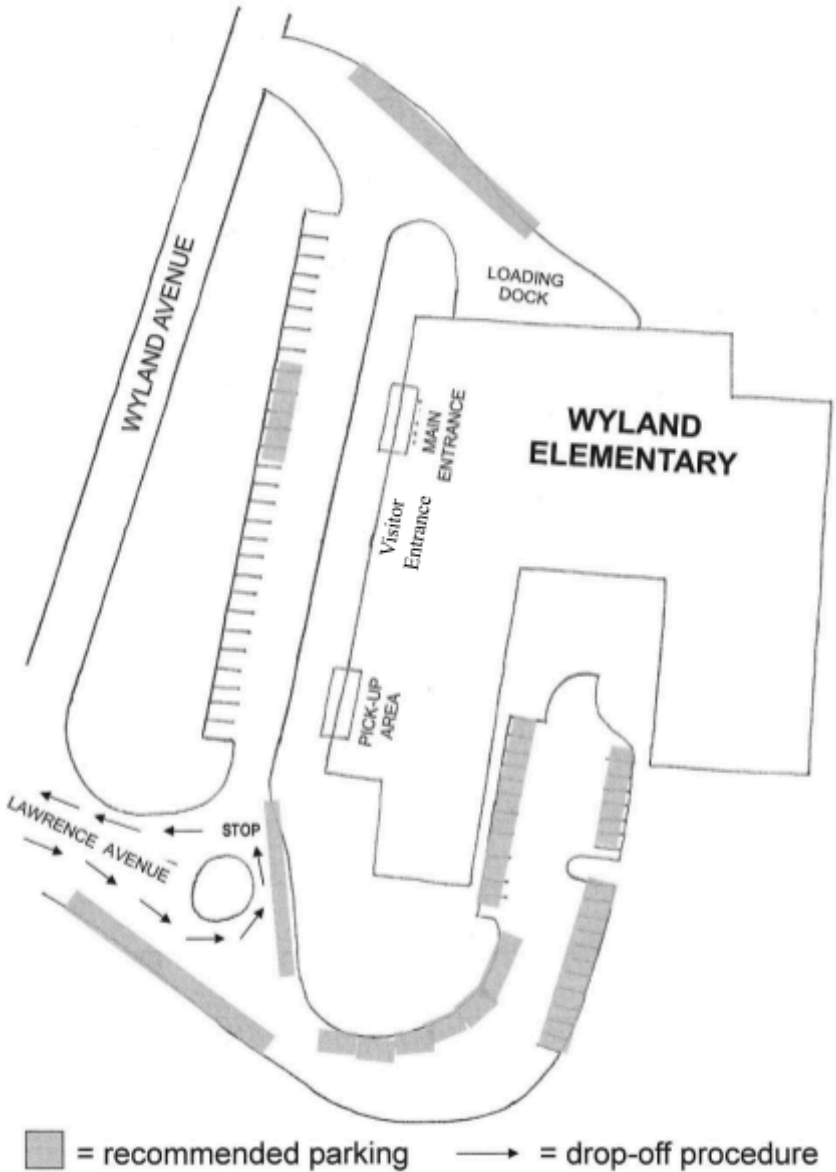 WYLAND AVENUE
LOADING
DOCK
MAIN
ENTRANCE
WYLAND
ELEMENTARY
Visitor
Entrance
PICK-UP
AREA
LAWRENCE AVENUE
STOP
= recommended parking
= drop-off procedure